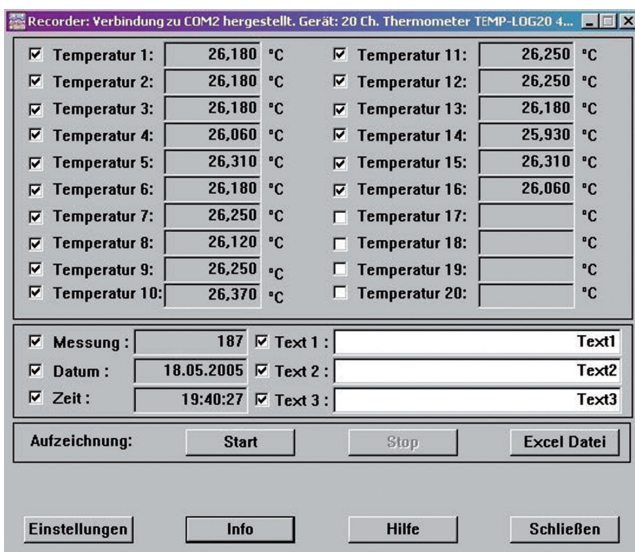 Recorder: Verbindung zu COM2 hergestellt. Gerät: 20 Ch. Thermometer TEMP-LOG20 4...
Temperatur 1: 26,180 °C Temperatur 11: 26,250 °C
Temperatur 2: 26,180 °C Temperatur 12: 26,250 °C
Temperatur 3: 26,180 °C Temperatur 13: 26,180 °C
Temperatur 4: 26,060 °C Temperatur 14: 25,930 °C
Temperatur 5: 26,310 °C Temperatur 15: 26,310 °C
Temperatur 6: 26,180 °C Temperatur 16: 26,060 °C
Temperatur 7: 26,250 °C Temperatur 17: °C
Temperatur 8: 26,120 °C Temperatur 18: °C
Temperatur 9: 26,250 °C Temperatur 19: °C
Temperatur 10: 26,370 °C Temperatur 20: °C
Messung : 187 Text 1 : Text1
Datum : 18.05.2005 Text 2 : Text2
Zeit : 19:40:27 Text 3 : Text3
Aufzeichnung: Start Stop Excel Datei
Einstellungen Info Hilfe Schließen